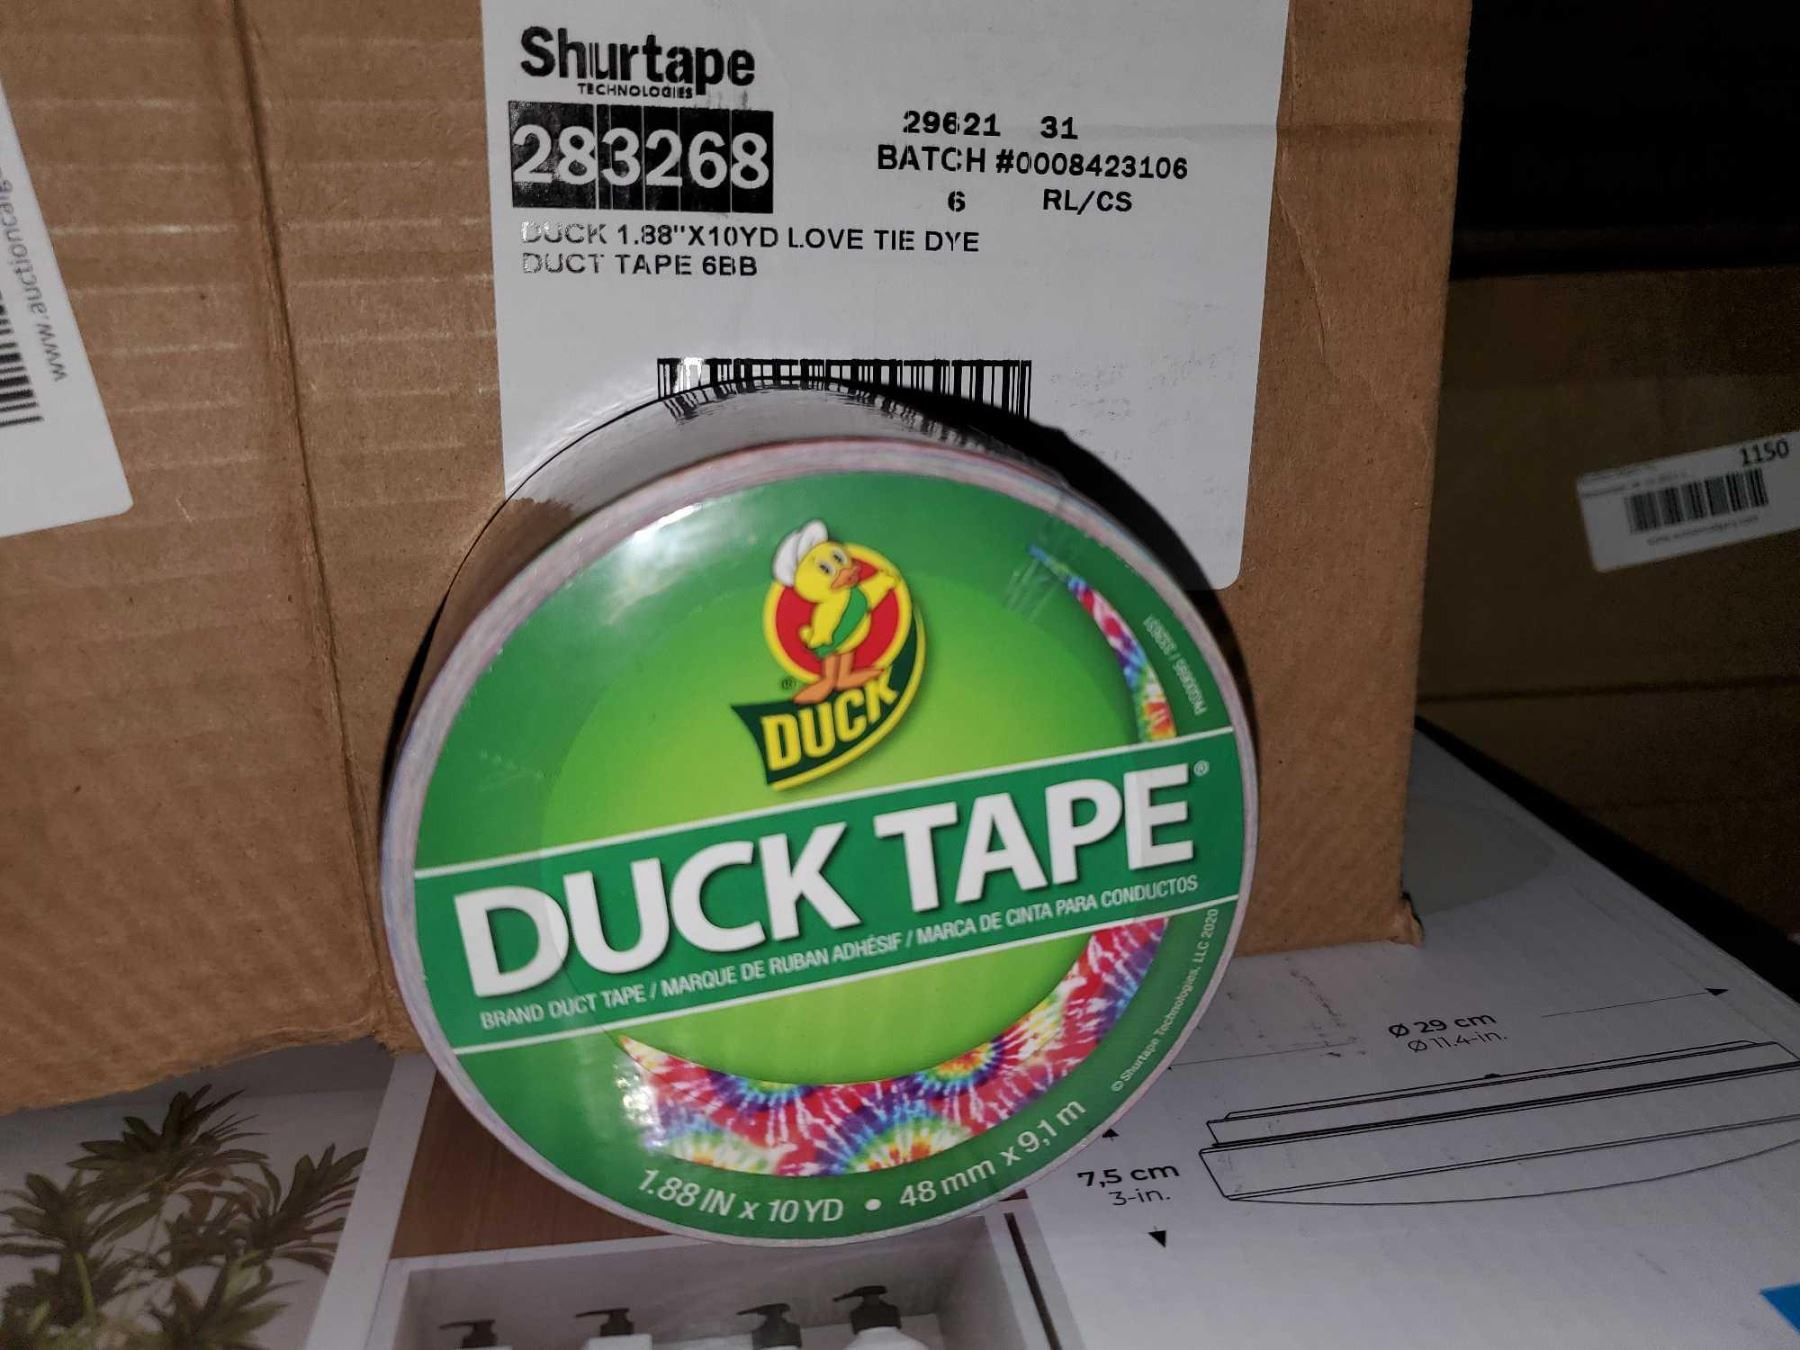 Shurtape
TECHNOLOGIES
283268
29621 31
BATCH #0008423106
6 RL/CS
DUCK 1.88"X10YD LOVE TIE DYE
DUCT TAPE 6BB
www.auctioncalg
1150
DUCK
DUCK TAPE®
BRAND DUCT TAPE / MARQUE DE RUBAN ADHÉSIF / MARCA DE CINTA PARA CONDUCTOS
© Shurtape Technologies, LLC 2020
1.88 IN x 10 YD • 48 mm x 9,1 m
Ø 29 cm
Ø 11.4-in.
7,5 cm
3-in.